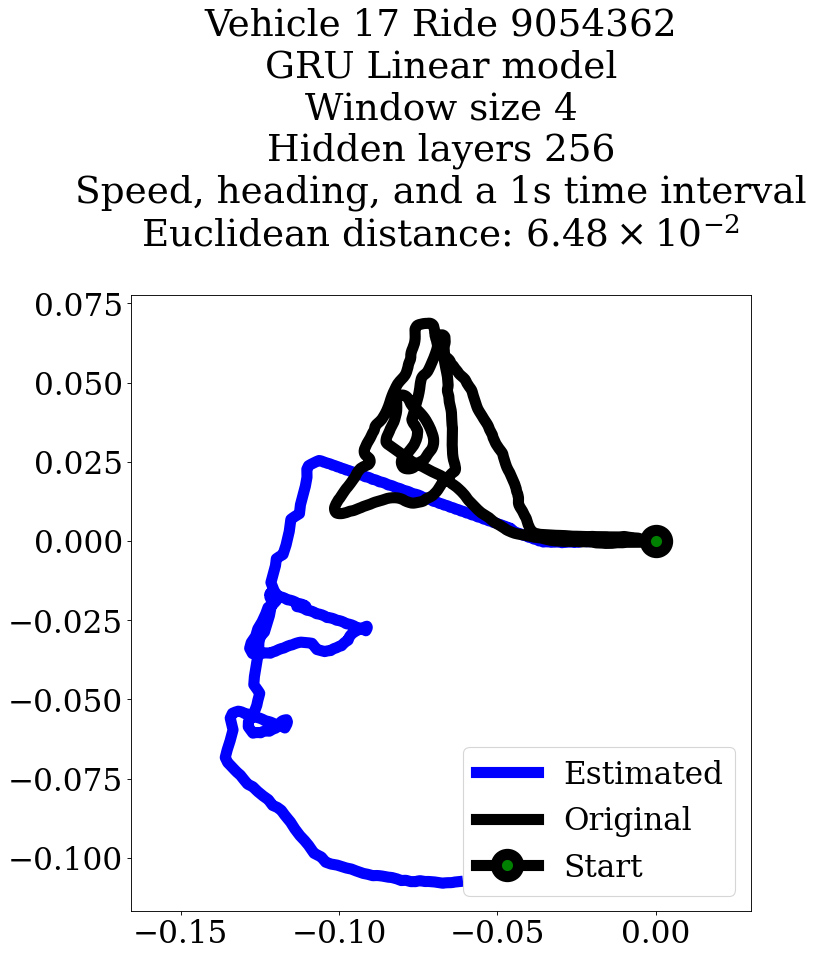 Vehicle 17 Ride 9054362
GRU Linear model
Window size 4
Hidden layers 256
Speed, heading, and a 1s time interval
Euclidean distance: 6.48 × 10⁻²
0.075
0.050
0.025
0.000
−0.025
−0.050
−0.075
−0.100
Estimated
Original
Start
−0.15 −0.10 −0.05 0.00